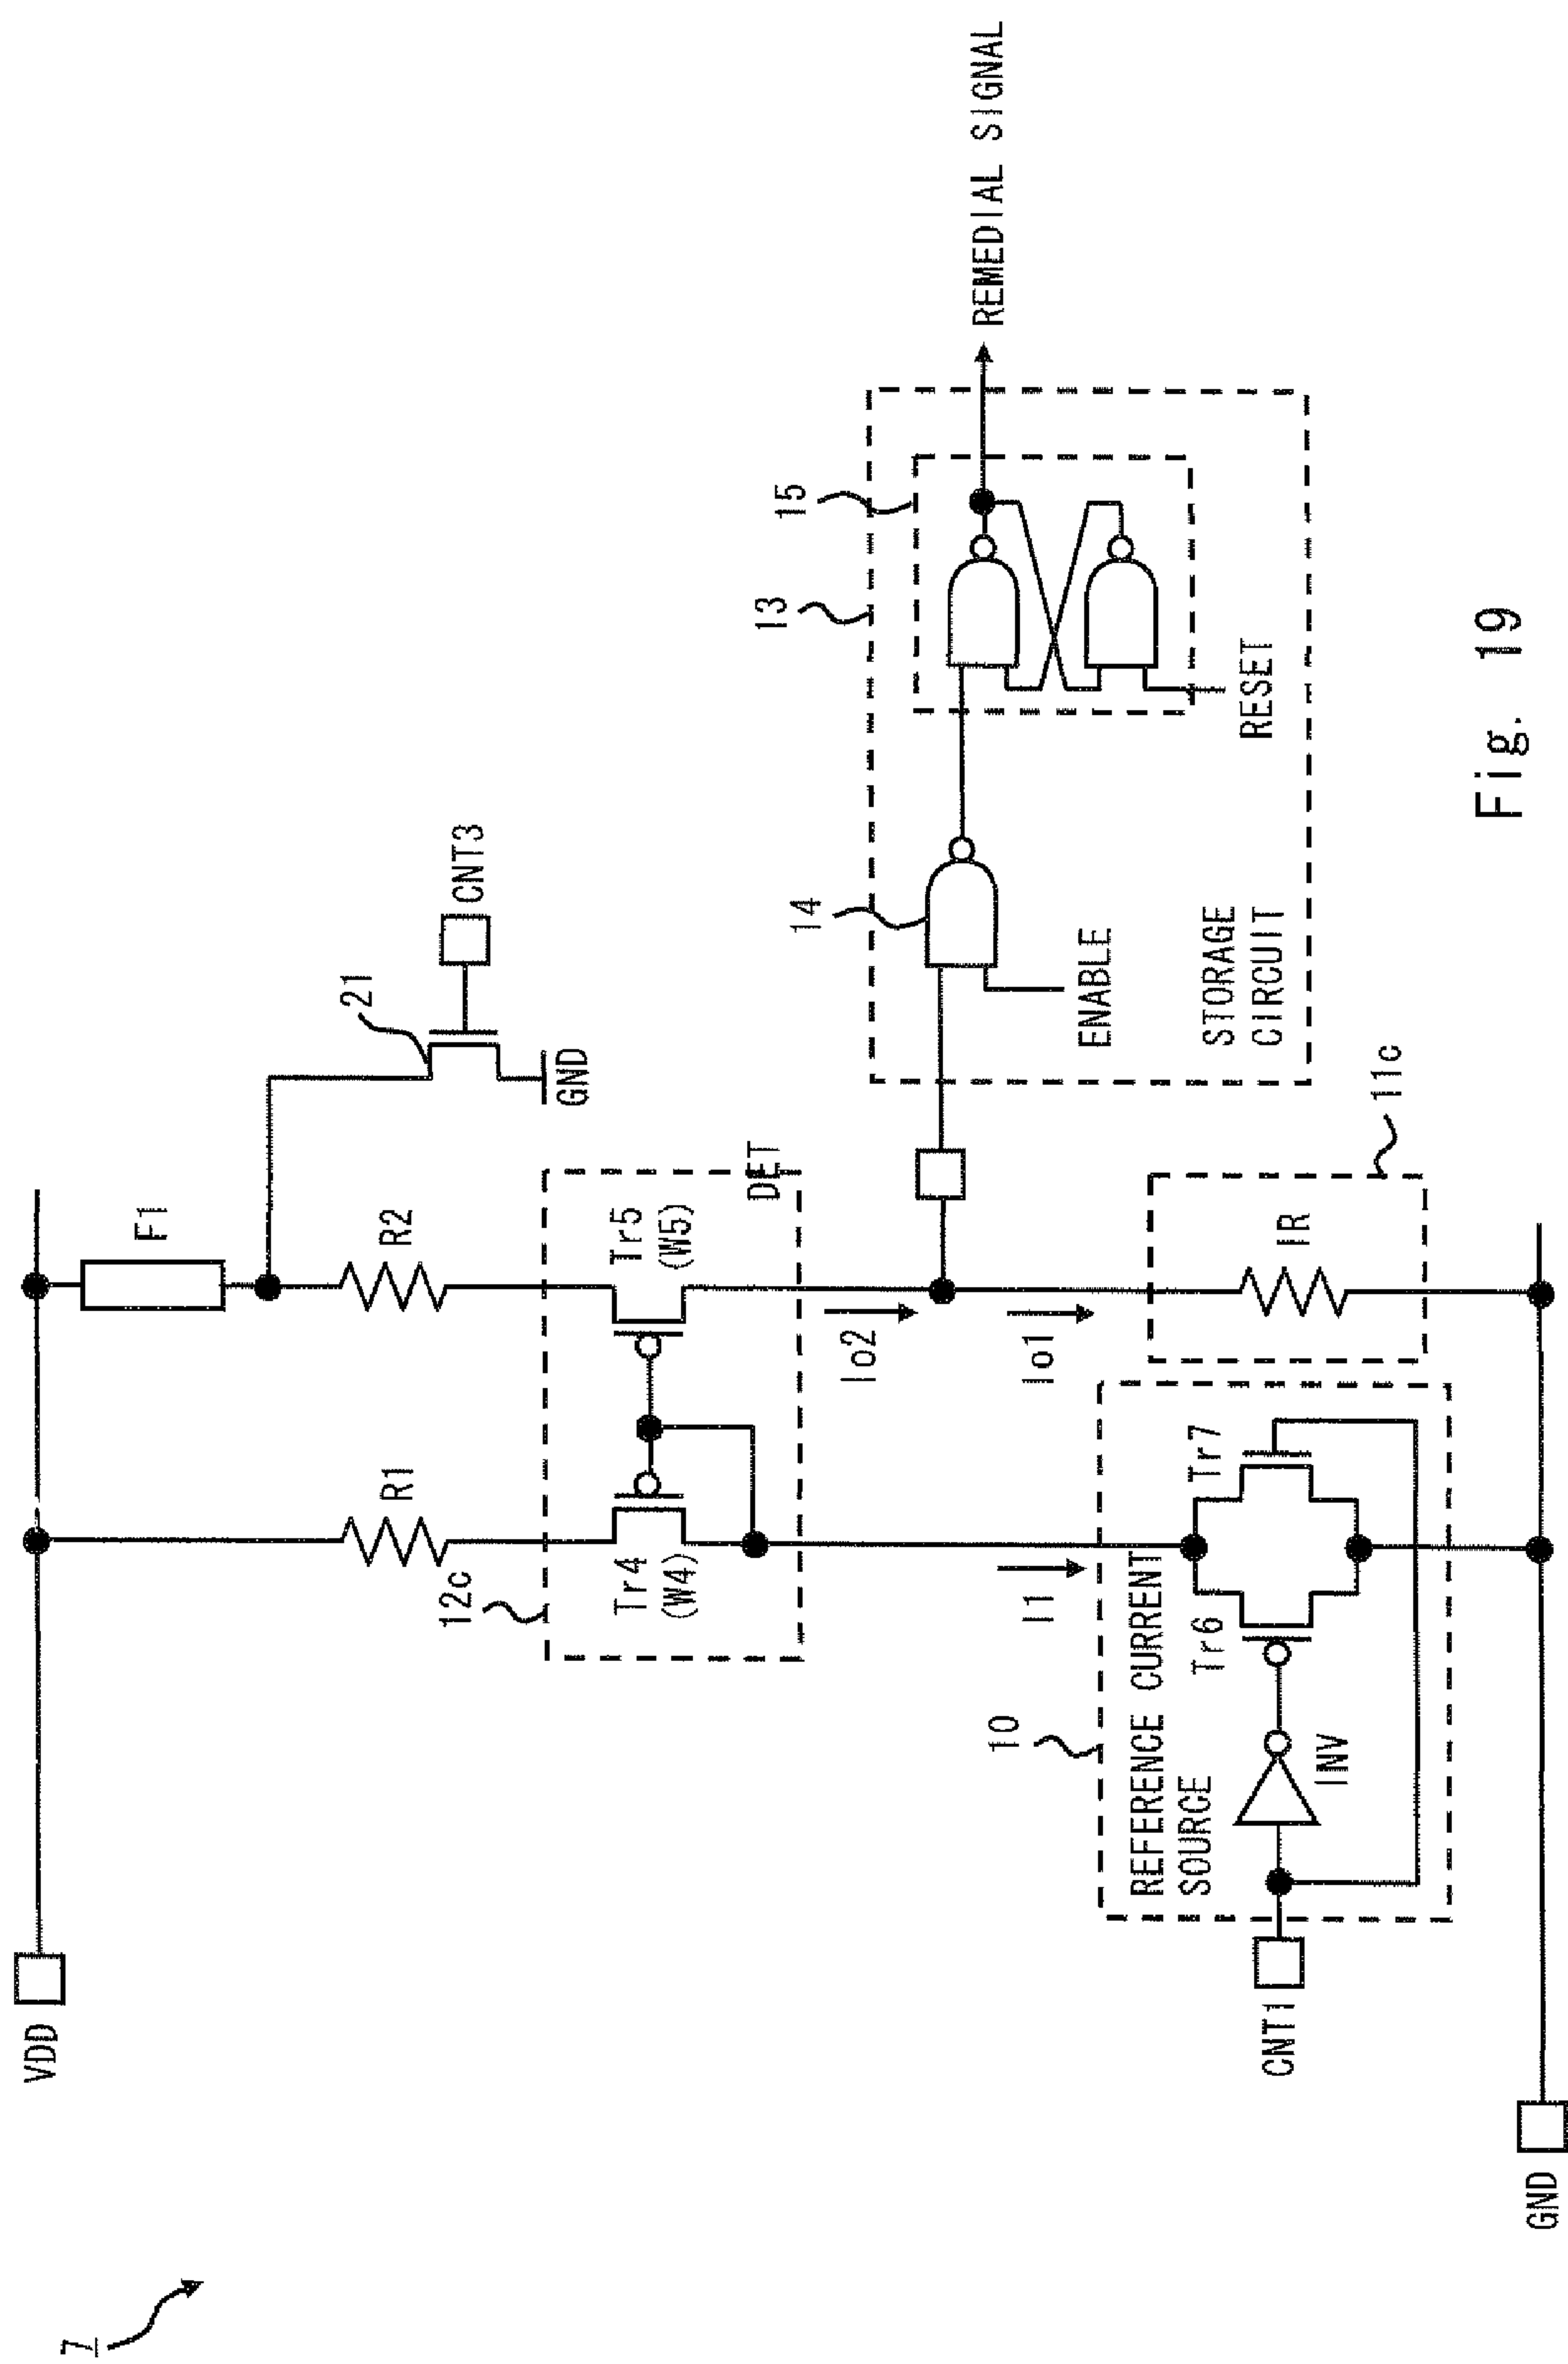 7
VDD
F1
R1
R2
21
CNT3
GND
12c
Tr4
(W4)
Tr5
(W5)
DET
Io2
Io1
I1
10
REFERENCE CURRENT
SOURCE
Tr6
Tr7
INV
CNT1
IR
11c
GND
13
14
15
ENABLE
RESET
STORAGE
CIRCUIT
REMEDIAL SIGNAL
Fig. 19